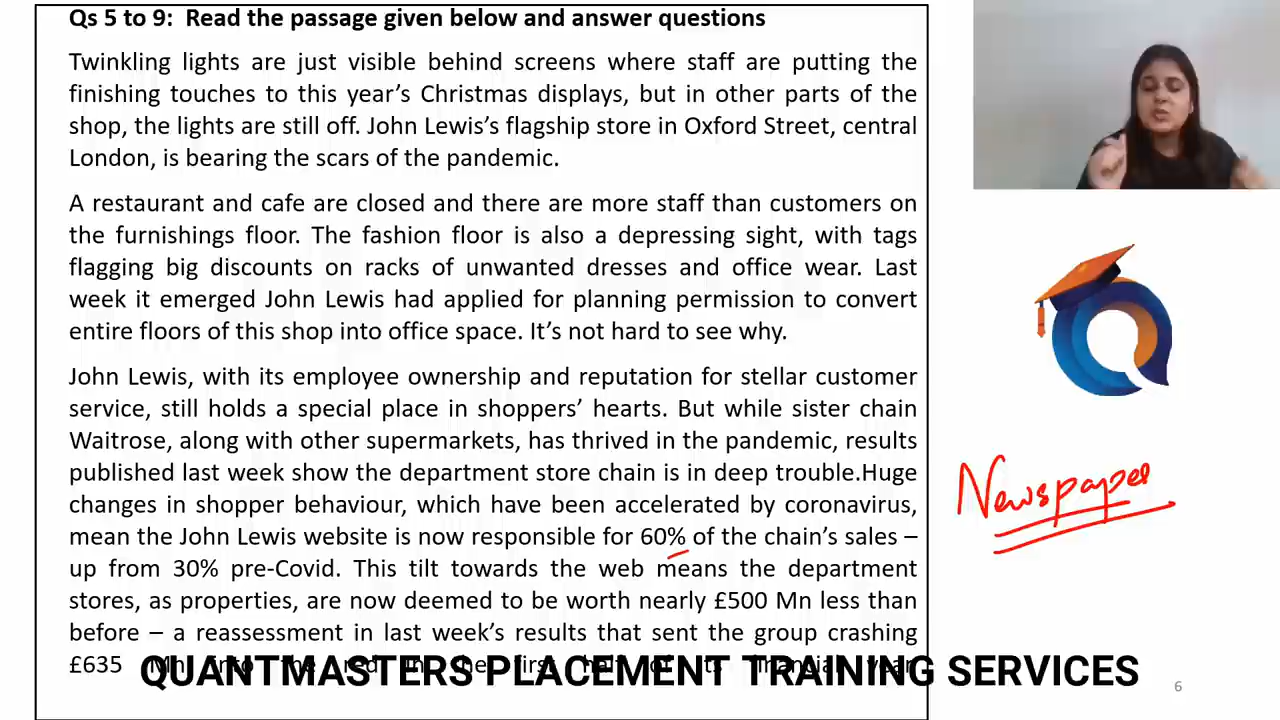 Qs 5 to 9: Read the passage given below and answer questions
Twinkling lights are just visible behind screens where staff are putting the
finishing touches to this year’s Christmas displays, but in other parts of the
shop, the lights are still off. John Lewis’s flagship store in Oxford Street, central
London, is bearing the scars of the pandemic.
A restaurant and cafe are closed and there are more staff than customers on
the furnishings floor. The fashion floor is also a depressing sight, with tags
flagging big discounts on racks of unwanted dresses and office wear. Last
week it emerged John Lewis had applied for planning permission to convert
entire floors of this shop into office space. It’s not hard to see why.
John Lewis, with its employee ownership and reputation for stellar customer
service, still holds a special place in shoppers’ hearts. But while sister chain
Waitrose, along with other supermarkets, has thrived in the pandemic, results
published last week show the department store chain is in deep trouble.Huge
changes in shopper behaviour, which have been accelerated by coronavirus,
mean the John Lewis website is now responsible for 60% of the chain’s sales –
up from 30% pre-Covid. This tilt towards the web means the department
stores, as properties, are now deemed to be worth nearly £500 Mn less than
before – a reassessment in last week’s results that sent the group crashing
£635 Mn into the red in the first half of its financial year
QUANTMASTERS PLACEMENT TRAINING SERVICES
Newspaper
6